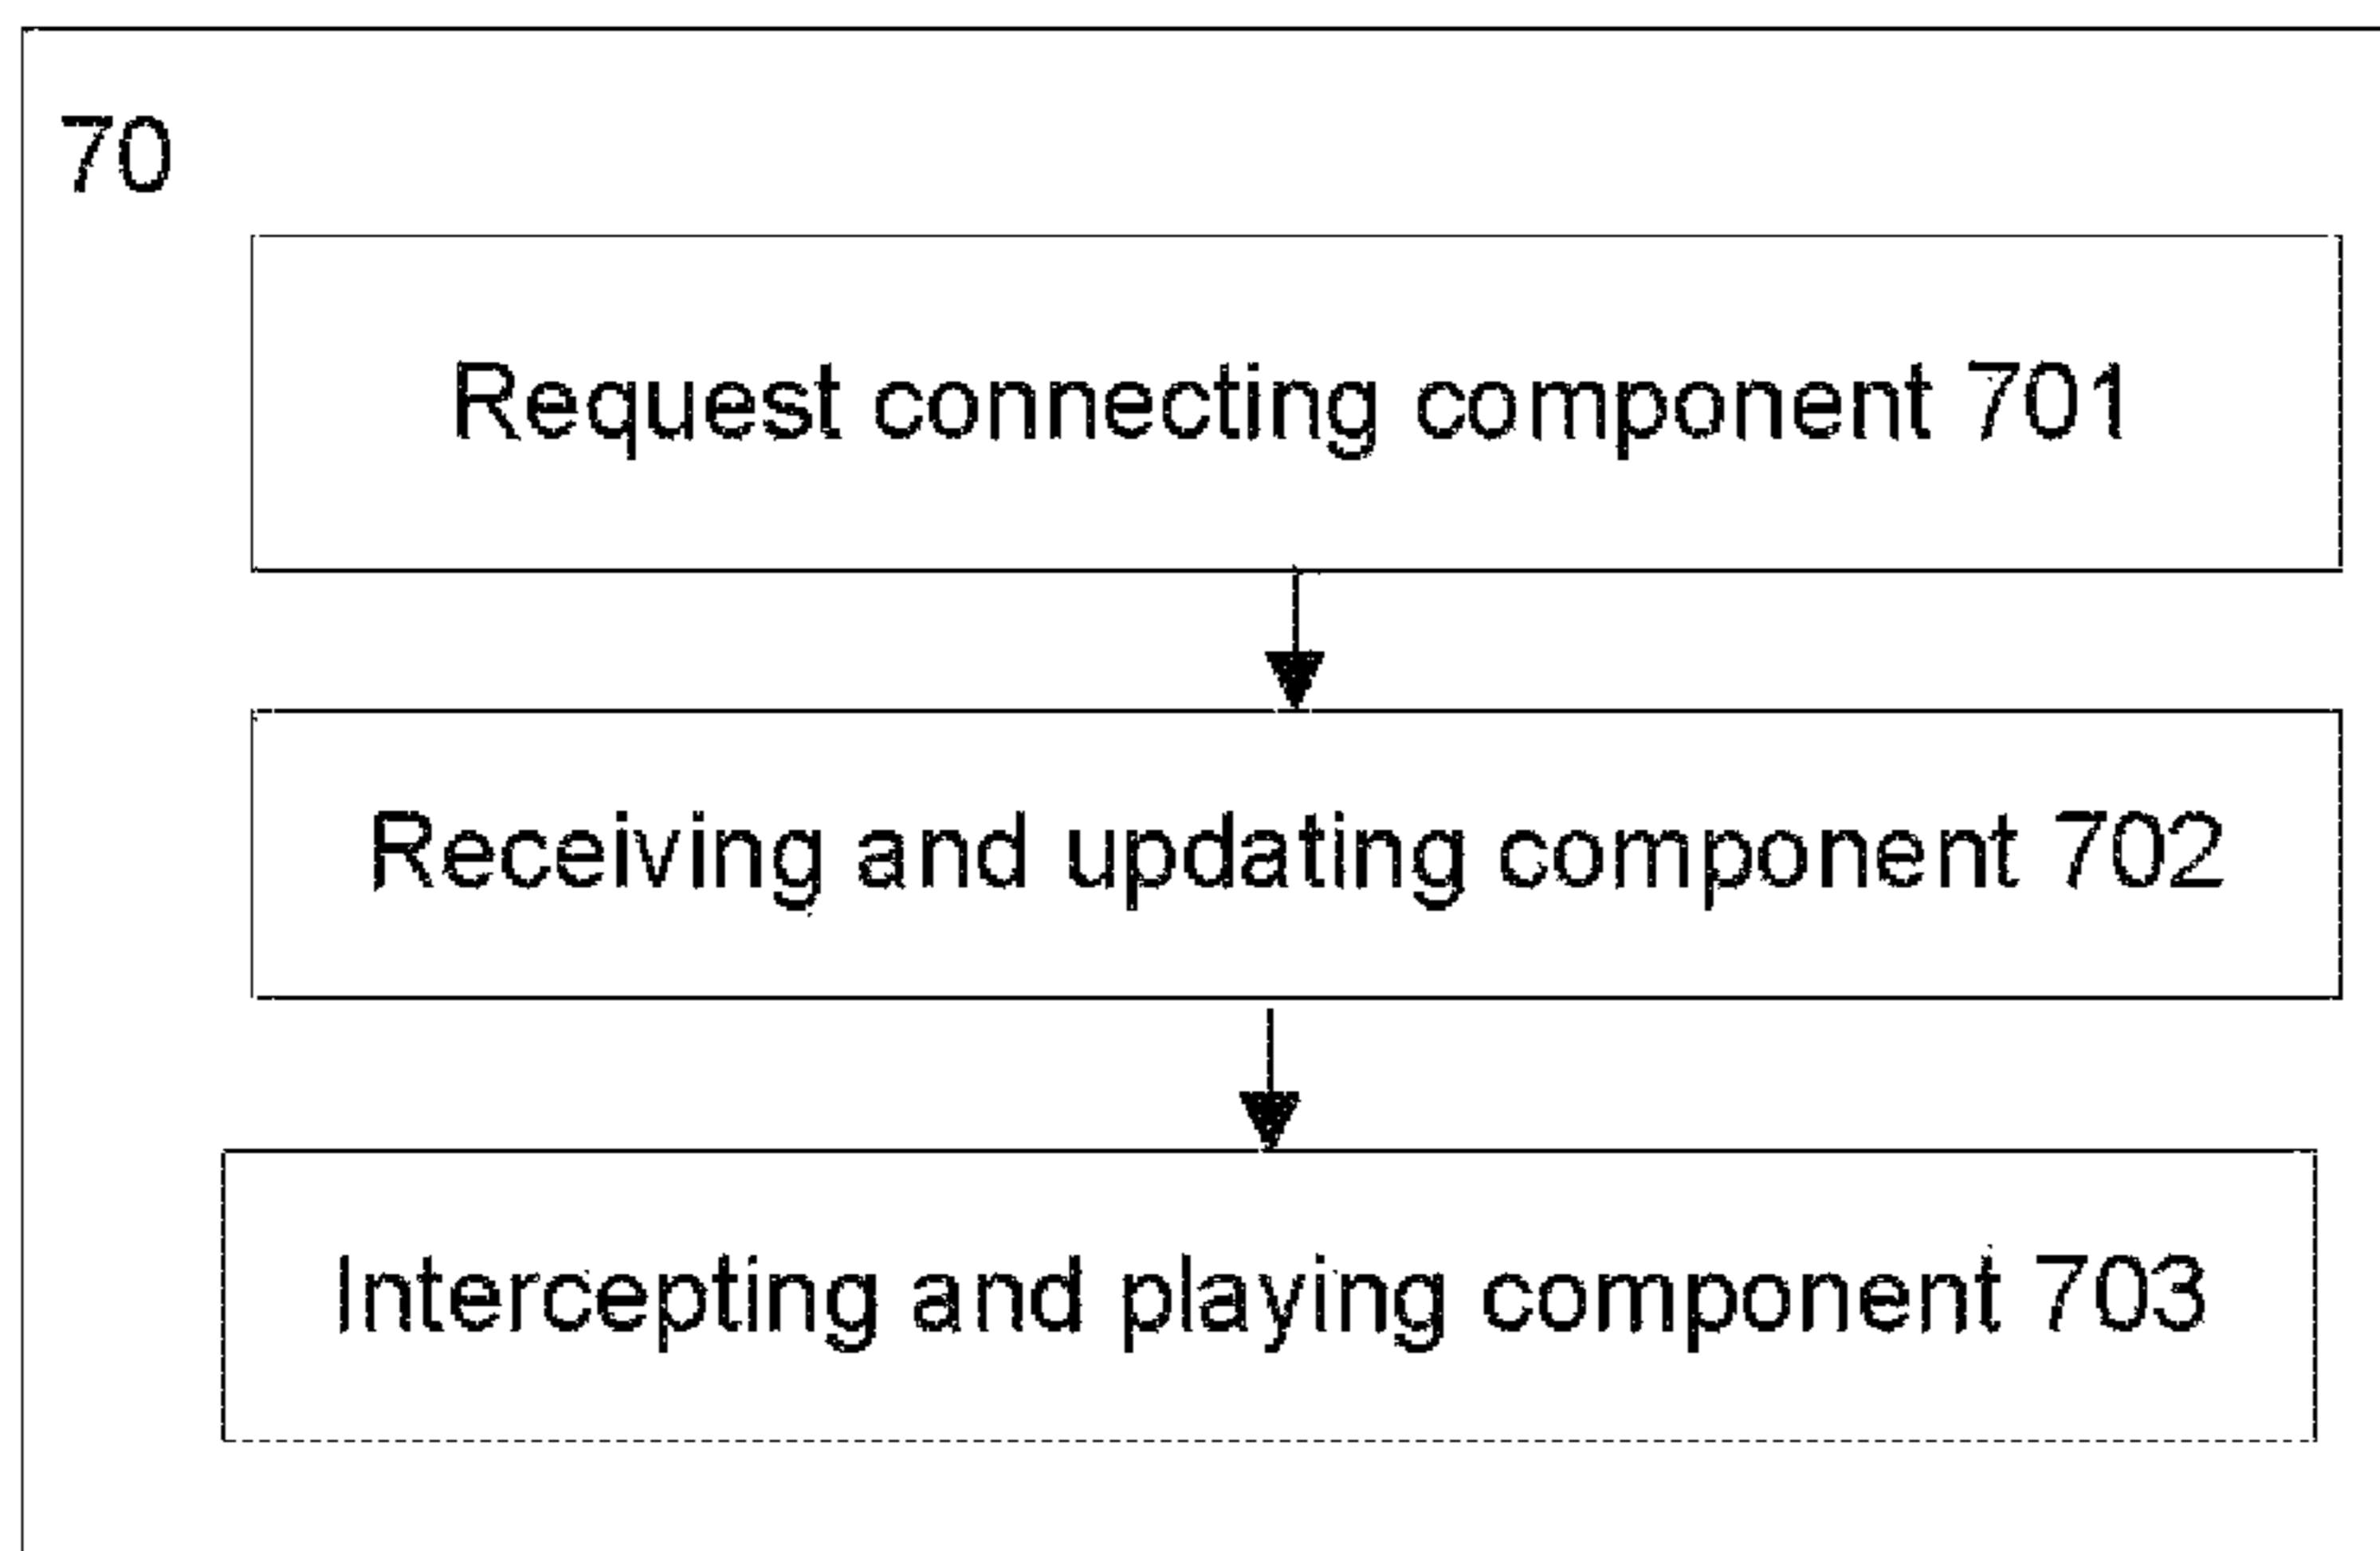 70
Request connecting component 701
Receiving and updating component 702
Intercepting and playing component 703